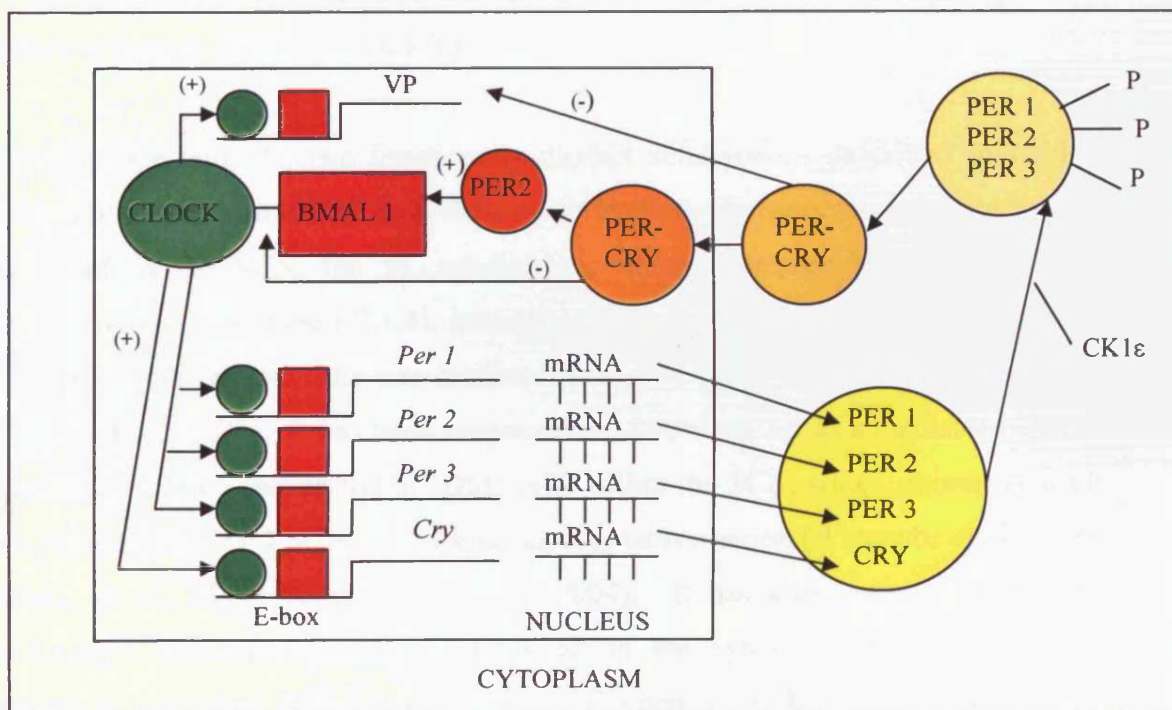 (+)
VP
(-)
PER 1
PER 2
PER 3
P
P
P
CLOCK
BMAL 1
(+)
PER2
PER-
CRY
PER-
CRY
(-)
(+)
CK1ε
Per 1
mRNA
Per 2
mRNA
Per 3
mRNA
Cry
mRNA
PER 1
PER 2
PER 3
CRY
E-box
NUCLEUS
CYTOPLASM